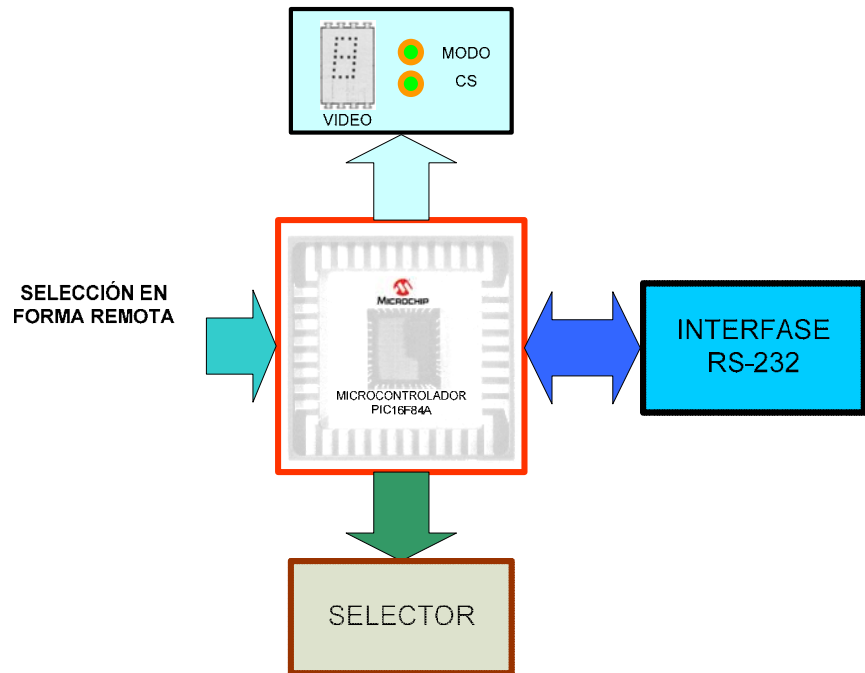 MODO
CS
VIDEO
SELECCIÓN EN
FORMA REMOTA
MICROCHIP
MICROCONTROLADOR
PIC16F84A
INTERFASE
RS-232
SELECTOR